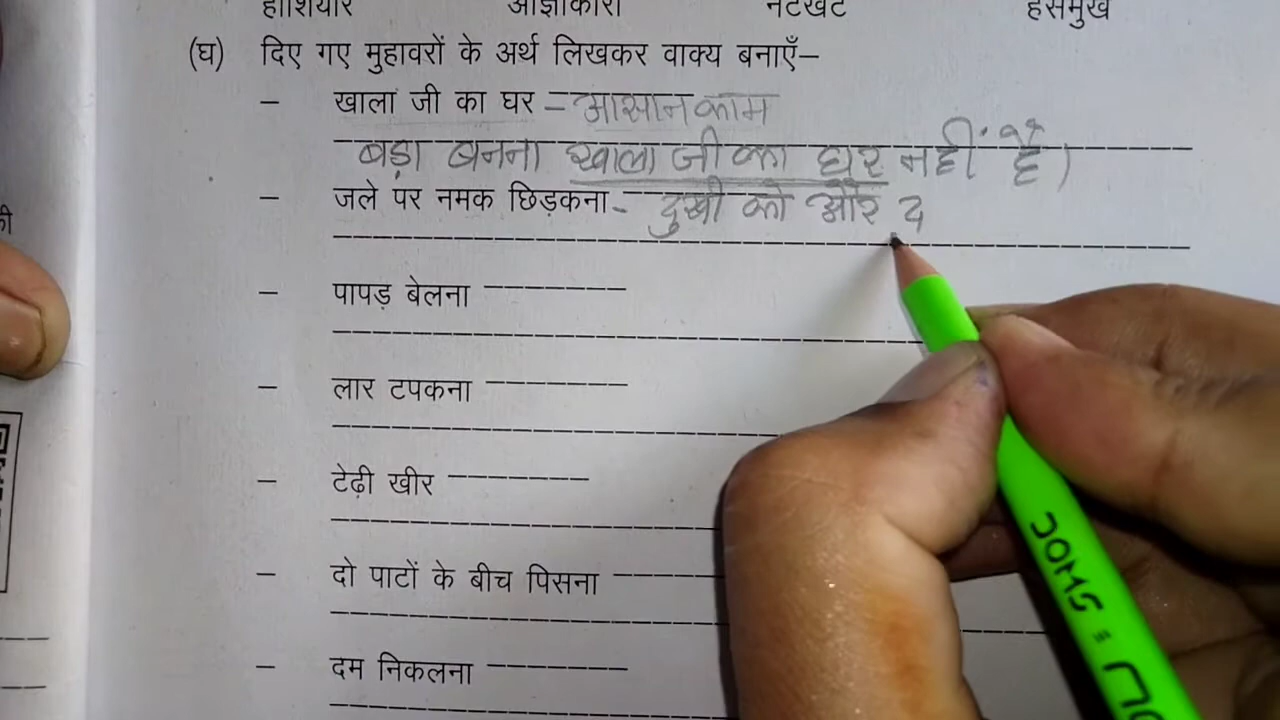 होशियार आज्ञाकारी नटखट हँसमुख
(घ) दिए गए मुहावरों के अर्थ लिखकर वाक्य बनाएँ–
– खाला जी का घर – आसान काम
बड़ा बनना खाला जी का घर नहीं है।
– जले पर नमक छिड़कना - दुखी को और द
– पापड़ बेलना
– लार टपकना
– टेढ़ी खीर
– दो पाटों के बीच पिसना
– दम निकलना
DOMS